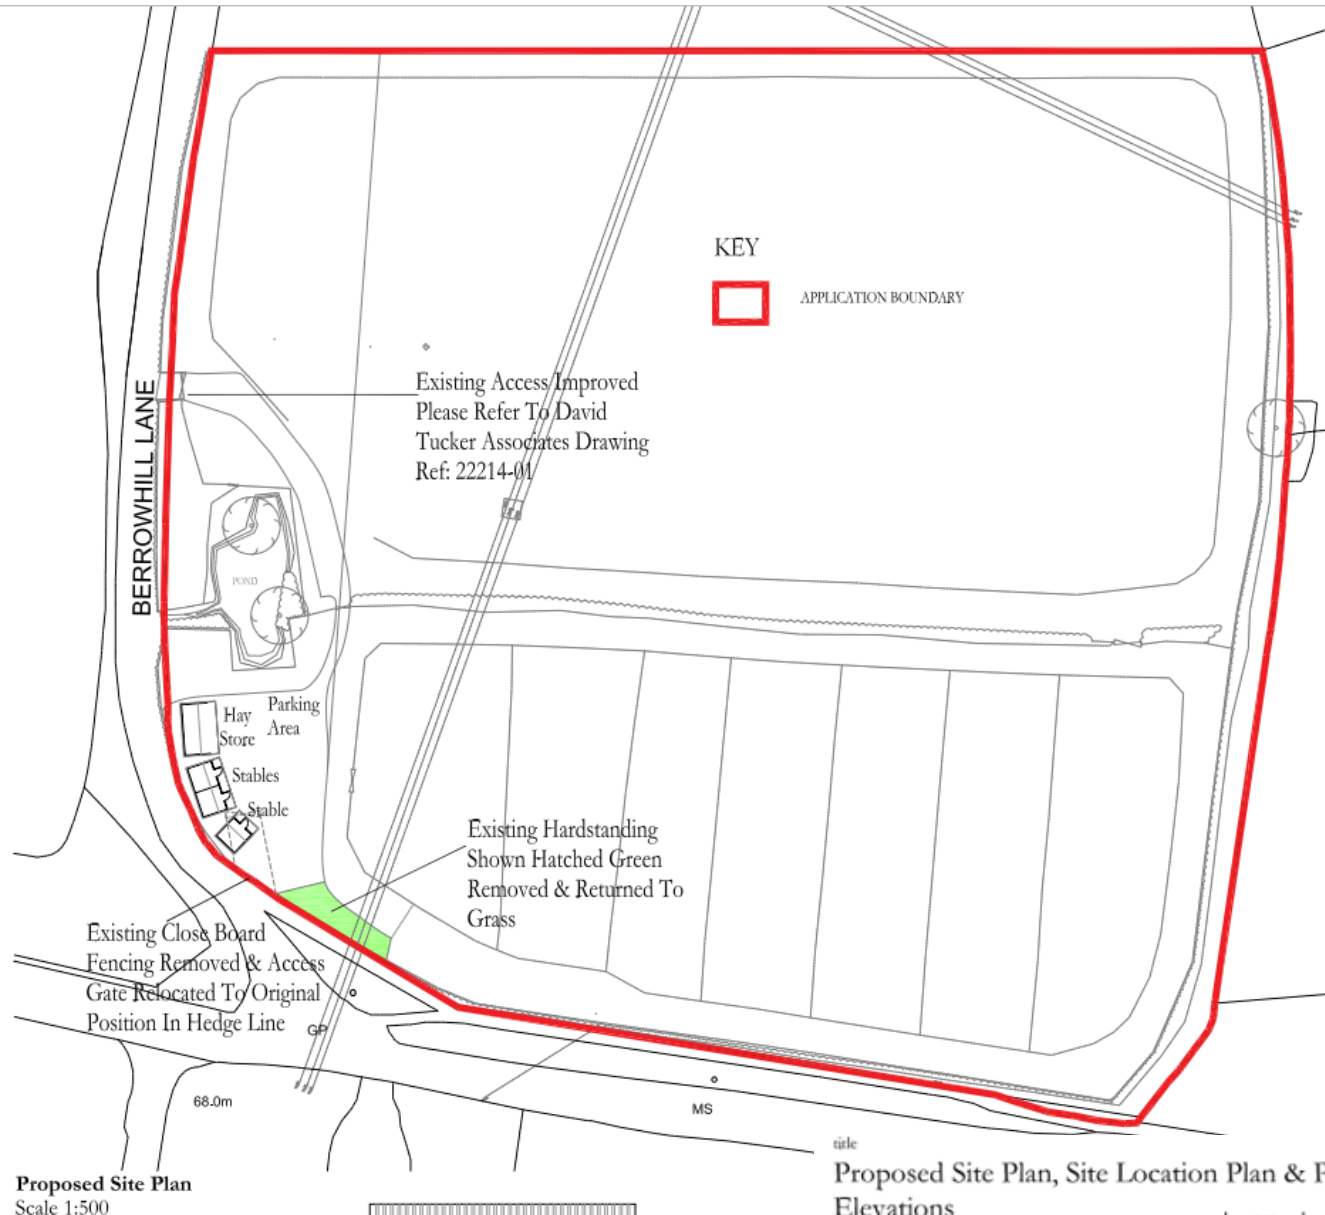 KEY
APPLICATION BOUNDARY
Existing Access Improved
Please Refer To David
Tucker Associates Drawing
Ref: 22214-01
BERROWHILL LANE
POND
Hay
Store
Parking
Area
Stables
Stable
Existing Hardstanding
Shown Hatched Green
Removed & Returned To
Grass
Existing Close Board
Fencing Removed & Access
Gate Relocated To Original
Position In Hedge Line
GP
68.0m
MS
title
Proposed Site Plan, Site Location Plan & P
Elevations
Proposed Site Plan
Scale 1:500